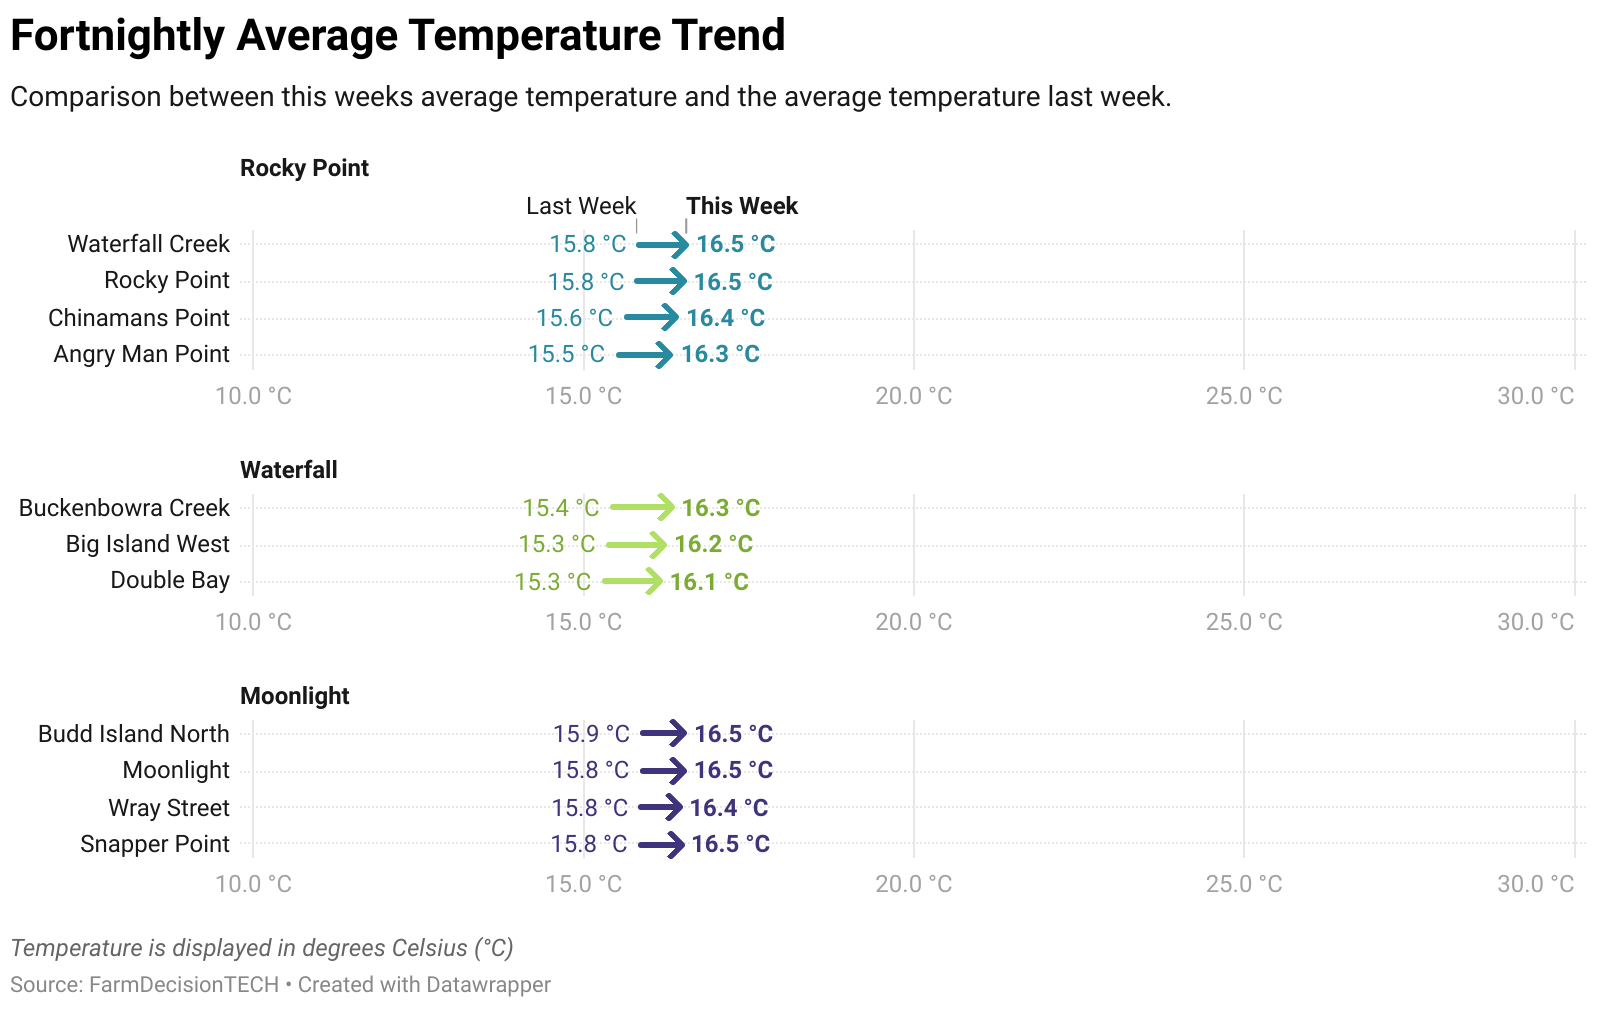 Fortnightly Average Temperature Trend
Comparison between this weeks average temperature and the average temperature last week.
Rocky Point
Last Week This Week
Waterfall Creek 15.8 °C 16.5 °C
Rocky Point 15.8 °C 16.5 °C
Chinamans Point 15.6 °C 16.4 °C
Angry Man Point 15.5 °C 16.3 °C
10.0 °C 15.0 °C 20.0 °C 25.0 °C 30.0 °C
Waterfall
Buckenbowra Creek 15.4 °C 16.3 °C
Big Island West 15.3 °C 16.2 °C
Double Bay 15.3 °C 16.1 °C
10.0 °C 15.0 °C 20.0 °C 25.0 °C 30.0 °C
Moonlight
Budd Island North 15.9 °C 16.5 °C
Moonlight 15.8 °C 16.5 °C
Wray Street 15.8 °C 16.4 °C
Snapper Point 15.8 °C 16.5 °C
10.0 °C 15.0 °C 20.0 °C 25.0 °C 30.0 °C
Temperature is displayed in degrees Celsius (°C)
Source: FarmDecisionTECH • Created with Datawrapper